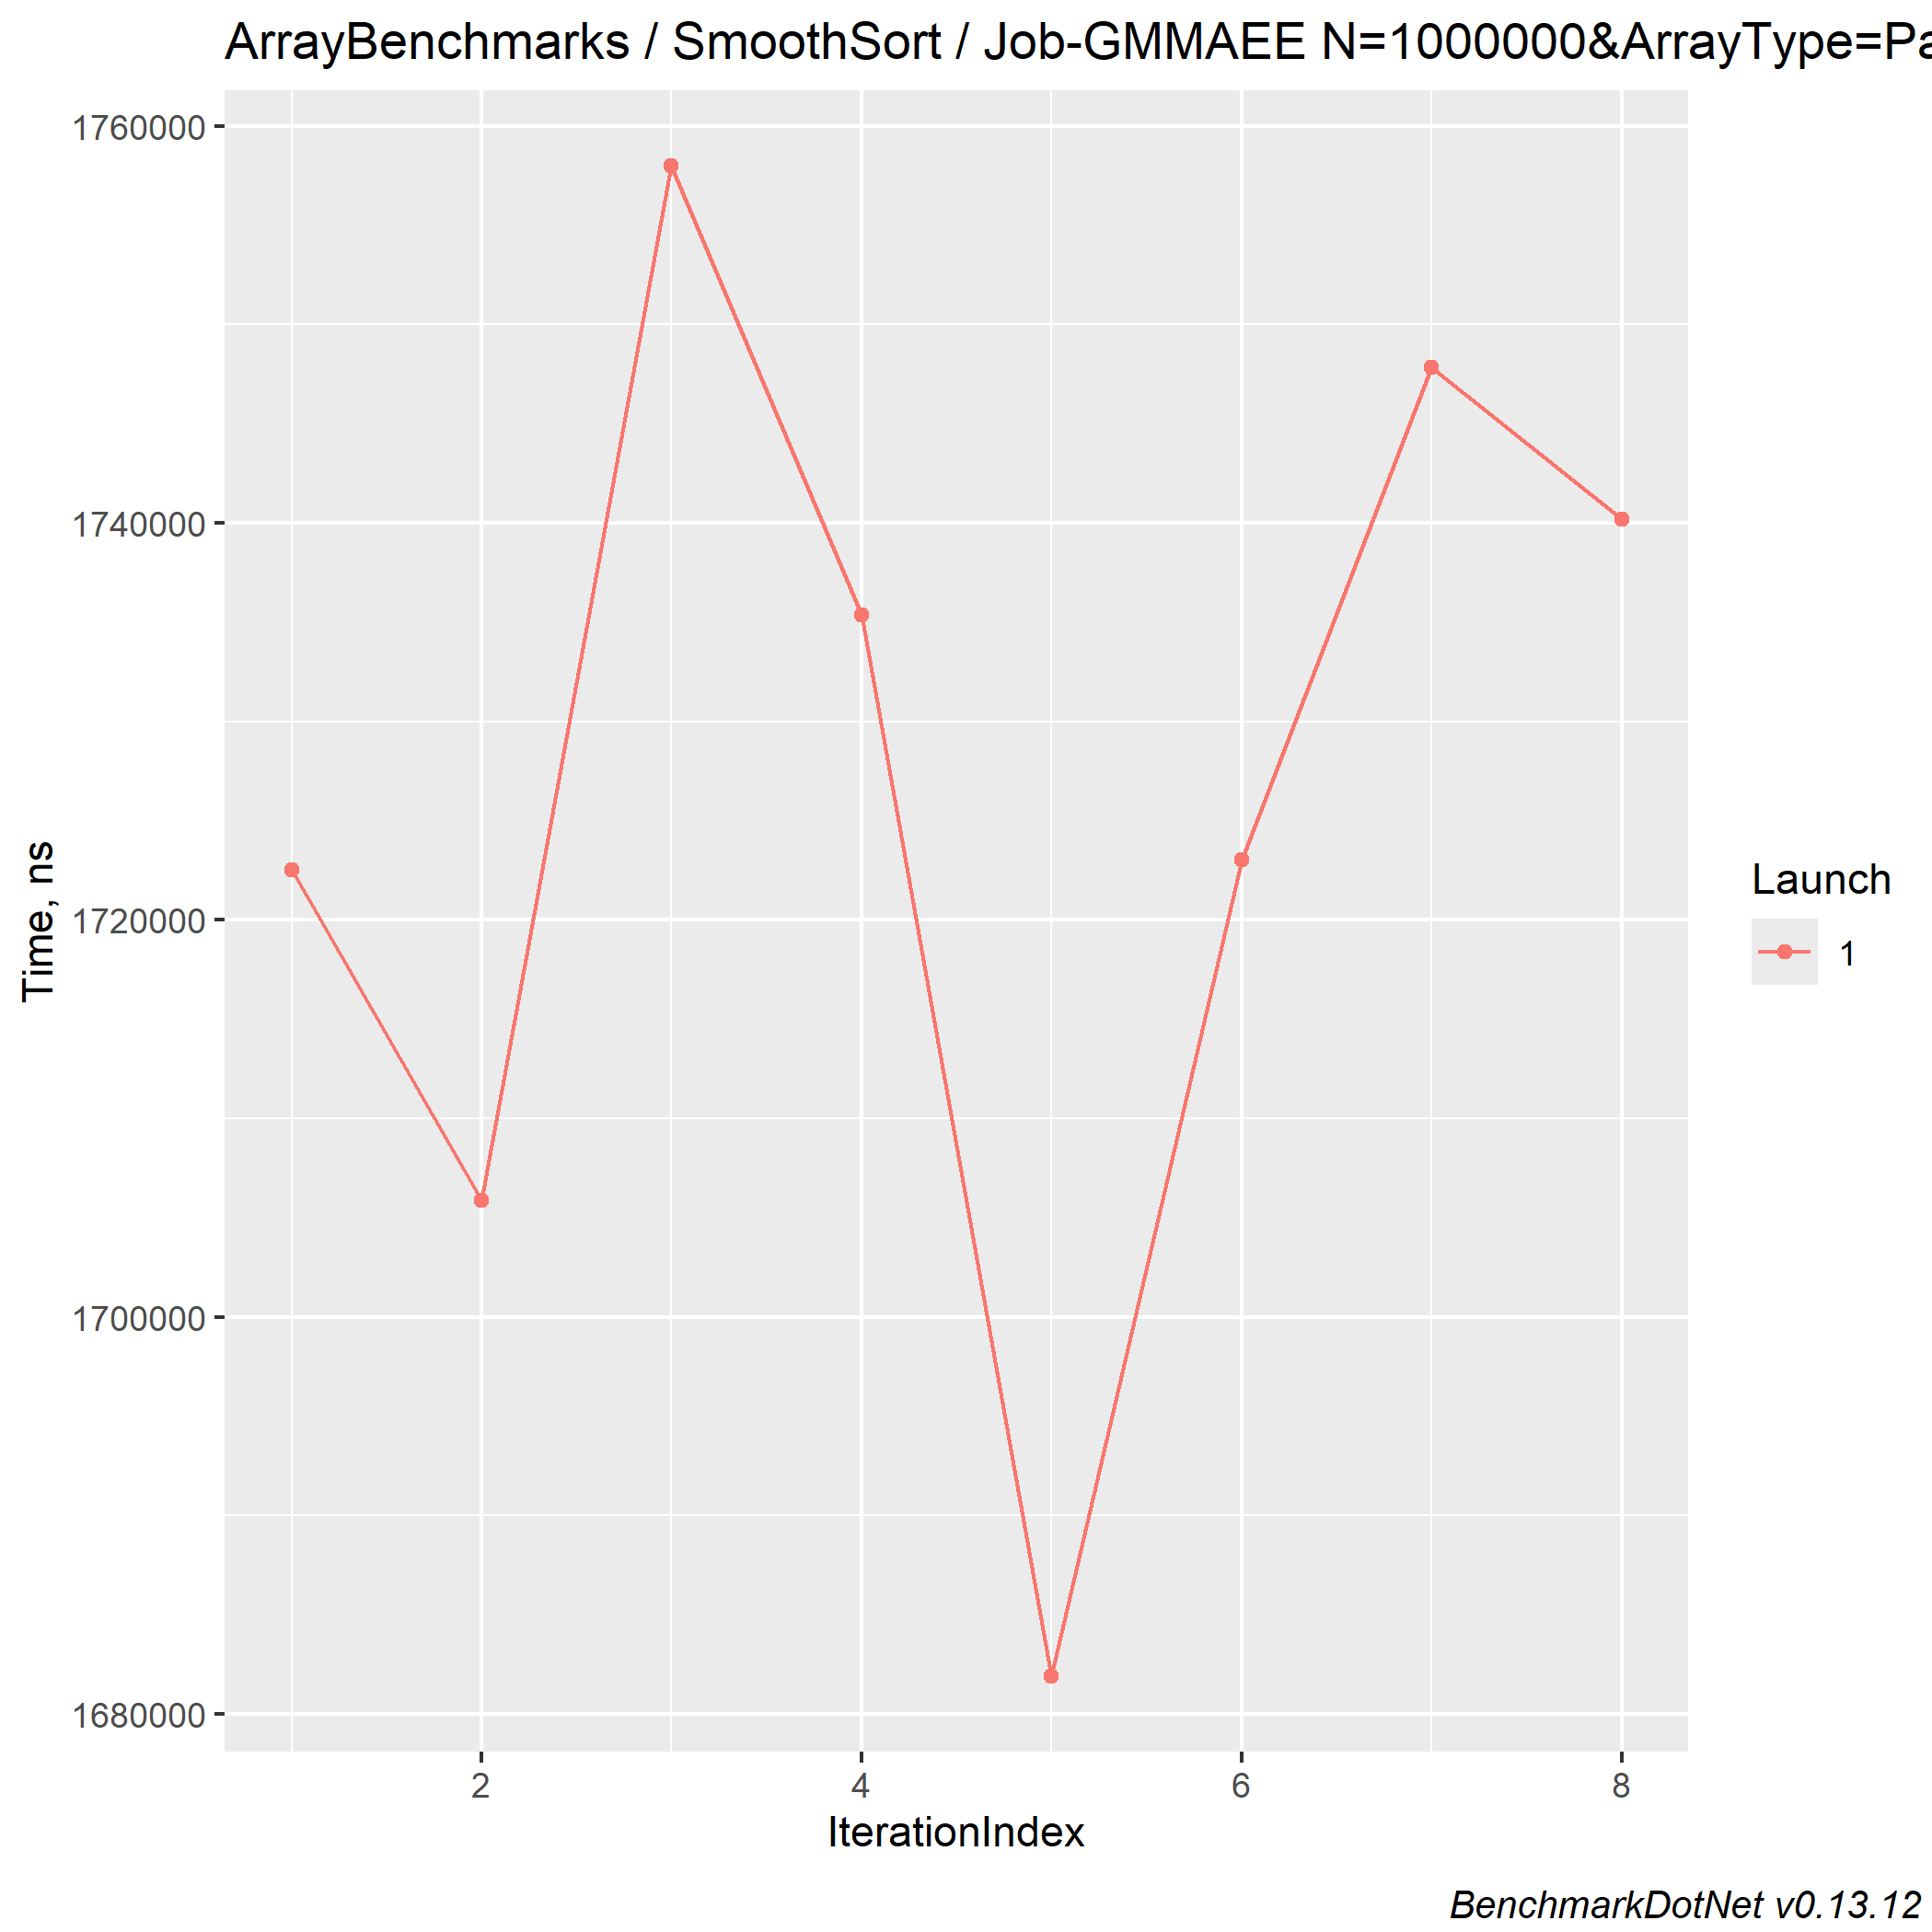 ArrayBenchmarks / SmoothSort / Job-GMMAEE N=1000000&ArrayType=Pa
1760000
1740000
1720000
1700000
1680000
Time, ns
2 4 6 8
IterationIndex
Launch
1
BenchmarkDotNet v0.13.12